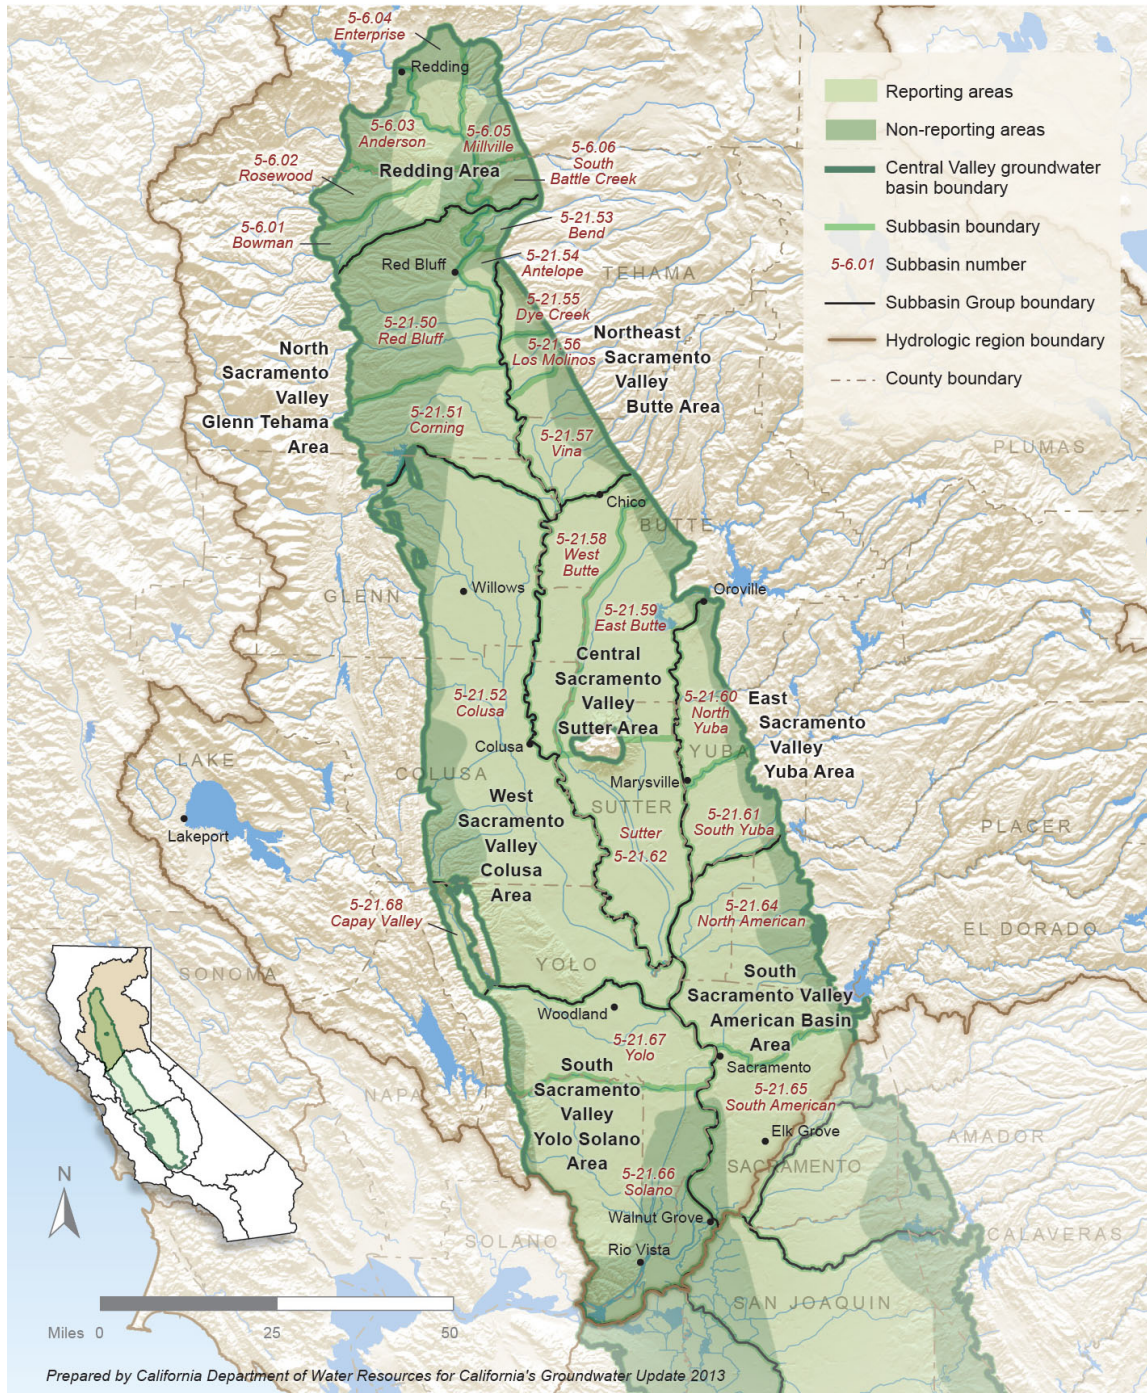 5-6.04
Enterprise
Redding
5-6.03
Anderson
5-6.05
Millville
5-6.02
Rosewood
Redding Area
5-6.06
South
Battle Creek
5-6.01
Bowman
5-21.53
Bend
Red Bluff
5-21.54
Antelope
TEHAMA
5-21.55
Dye Creek
5-21.50
Red Bluff
5-21.56
Los Molinos
North
Sacramento
Valley
Glenn Tehama
Area
Northeast
Sacramento
Valley
Butte Area
5-21.51
Corning
5-21.57
Vina
PLUMAS
Chico
BUTTE
5-21.58
West
Butte
Willows
GLENN
Oroville
5-21.59
East Butte
Central
Sacramento
Valley
Sutter Area
5-21.52
Colusa
5-21.60
North
Yuba
East
Sacramento
Valley
Yuba Area
Colusa
YUBA
LAKE
COLUSA
Marysville
Lakeport
West
Sacramento
Valley
Colusa
Area
SUTTER
Sutter
5-21.62
5-21.61
South Yuba
PLACER
5-21.68
Capay Valley
5-21.64
North American
EL DORADO
SONOMA
YOLO
South
Sacramento Valley
American Basin
Area
Woodland
5-21.67
Yolo
Sacramento
South
Sacramento
Valley
Yolo Solano
Area
5-21.65
South American
NAPA
Elk Grove
AMADOR
SACRAMENTO
5-21.66
Solano
Walnut Grove
CALAVERAS
SOLANO
Rio Vista
SAN JOAQUIN
Reporting areas
Non-reporting areas
Central Valley groundwater
basin boundary
Subbasin boundary
5-6.01 Subbasin number
Subbasin Group boundary
Hydrologic region boundary
County boundary
N
Miles 0 25 50
Prepared by California Department of Water Resources for California's Groundwater Update 2013